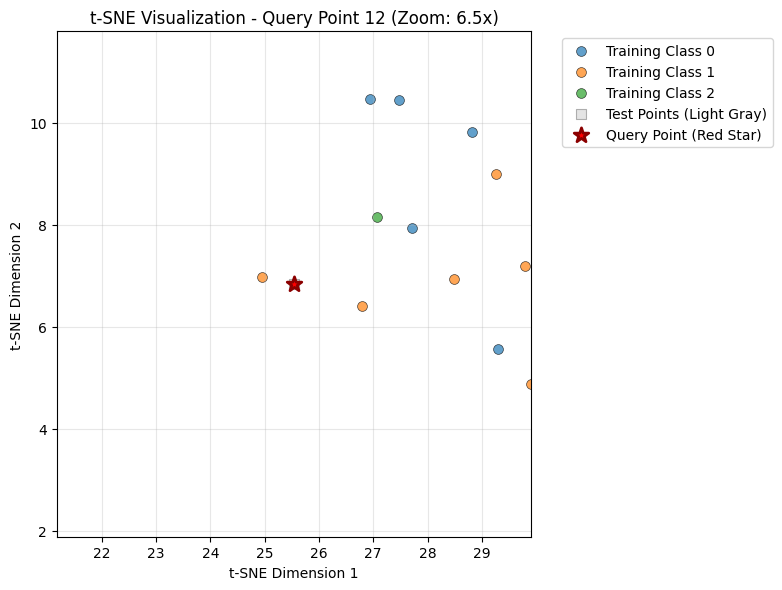 t-SNE Visualization - Query Point 12 (Zoom: 6.5x)
Training Class 0
Training Class 1
Training Class 2
Test Points (Light Gray)
Query Point (Red Star)
t-SNE Dimension 2
10
8
6
4
2
22 23 24 25 26 27 28 29
t-SNE Dimension 1